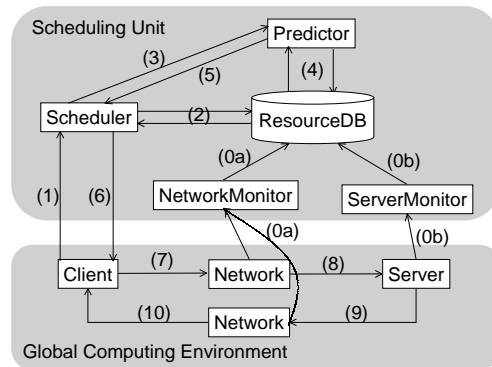 Scheduling Unit
Predictor
(3)
(5)
(4)
Scheduler
(2)
ResourceDB
(0a)
(0b)
(1)
(6)
NetworkMonitor
ServerMonitor
(0a)
(0b)
Client
(7)
Network
(8)
Server
(10)
Network
(9)
Global Computing Environment